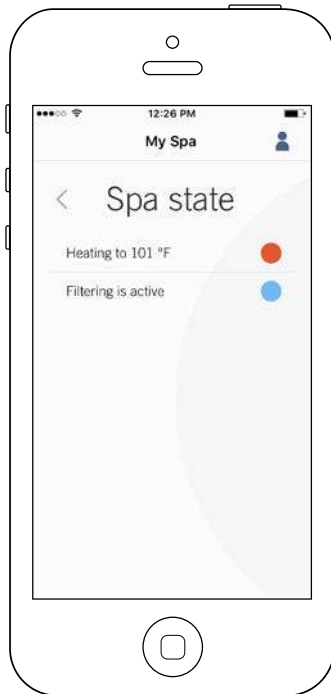 12:26 PM
My Spa
Spa state
Heating to 101 °F
Filtering is active